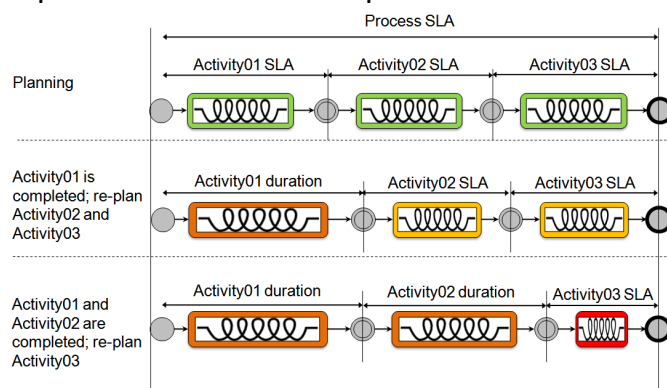 Process SLA
Planning
Activity01 SLA
Activity02 SLA
Activity03 SLA
Activity01 is
completed; re-plan
Activity02 and
Activity03
Activity01 duration
Activity02 SLA
Activity03 SLA
Activity01 and
Activity02 are
completed; re-plan
Activity03
Activity01 duration
Activity02 duration
Activity03 SLA